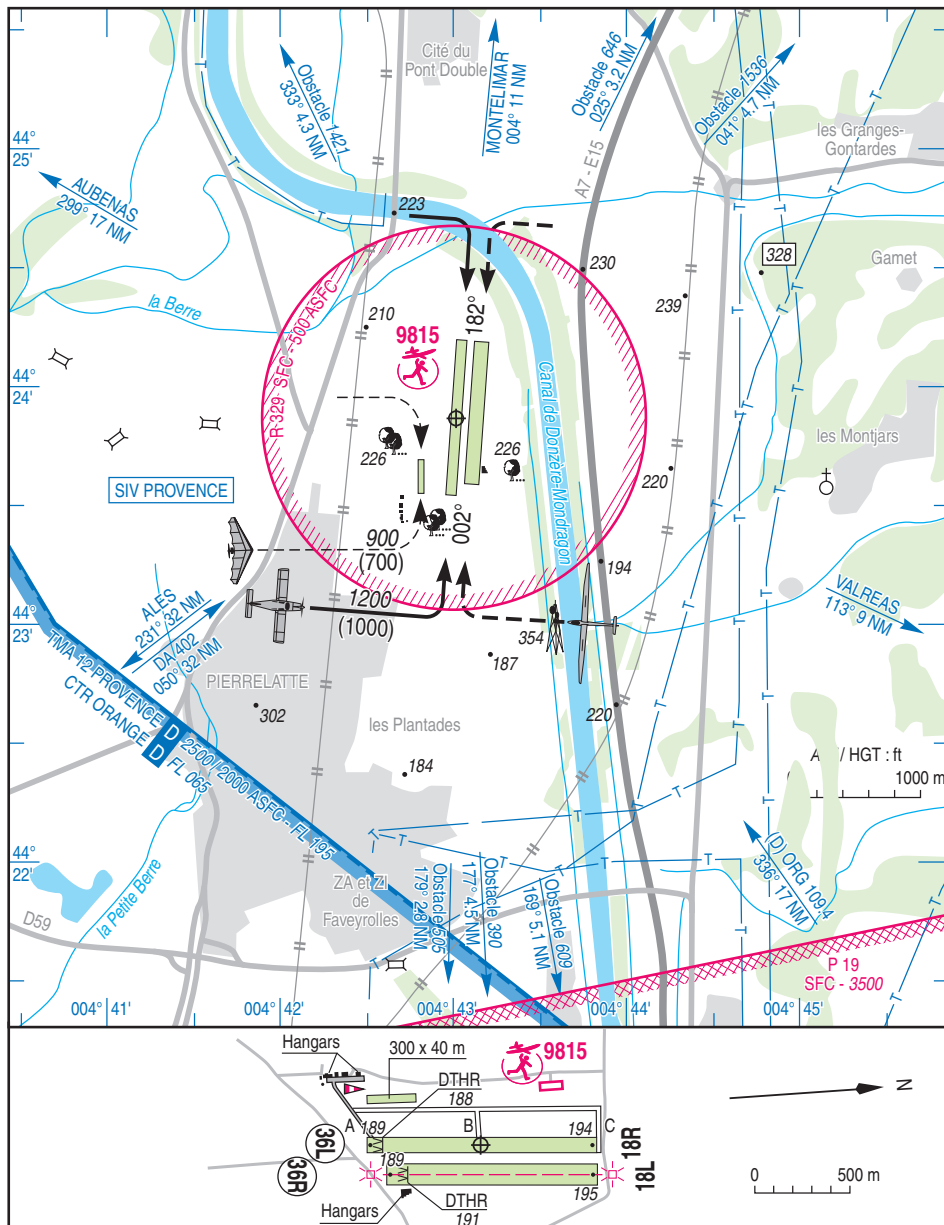 Cité du
Pont Double
Obstacle 1421
333° 4.3 NM
MONTELIMAR
004° 11 NM
Obstacle 646
025° 3.2 NM
Obstacle 1536
041° 4.7 NM
les Granges-
Gontardes
44°
25'
A7 - E15
AUBENAS
299° 17 NM
223
328
Gamet
230
239
la Berre
210
182°
9815
R 329 SFC - 500 ASFC
44°
24'
Canal de Donzère-Mondragon
226
226
220
les Montjars
SIV PROVENCE
002°
900
(700)
194
1200
(1000)
VALREAS
113° 9 NM
44°
23'
ALES
231° 32 NM
DA 402
050° 32 NM
354
187
PIERRELATTE
302
220
les Plantades
TMA 12 PROVENCE D 2500 / 2000 ASFC - FL 195
CTR ORANGE D FL 065
184
/ HGT : ft
1000 m
44°
22'
(D) ORG 109.4
336° 17 NM
ZA et ZI
de
Faveyrolles
Obstacle 505
179° 2.8 NM
Obstacle 390
177° 4.5 NM
Obstacle 609
169° 5.1 NM
D59
la Petite Berre
P 19
SFC - 3500
004° 41'
004° 42'
004° 43'
004° 44'
004° 45'
Hangars
300 x 40 m
9815
DTHR
188
N
A
189
B
194
C
36L
18R
189
36R
18L
195
Hangars
DTHR
191
0
500 m